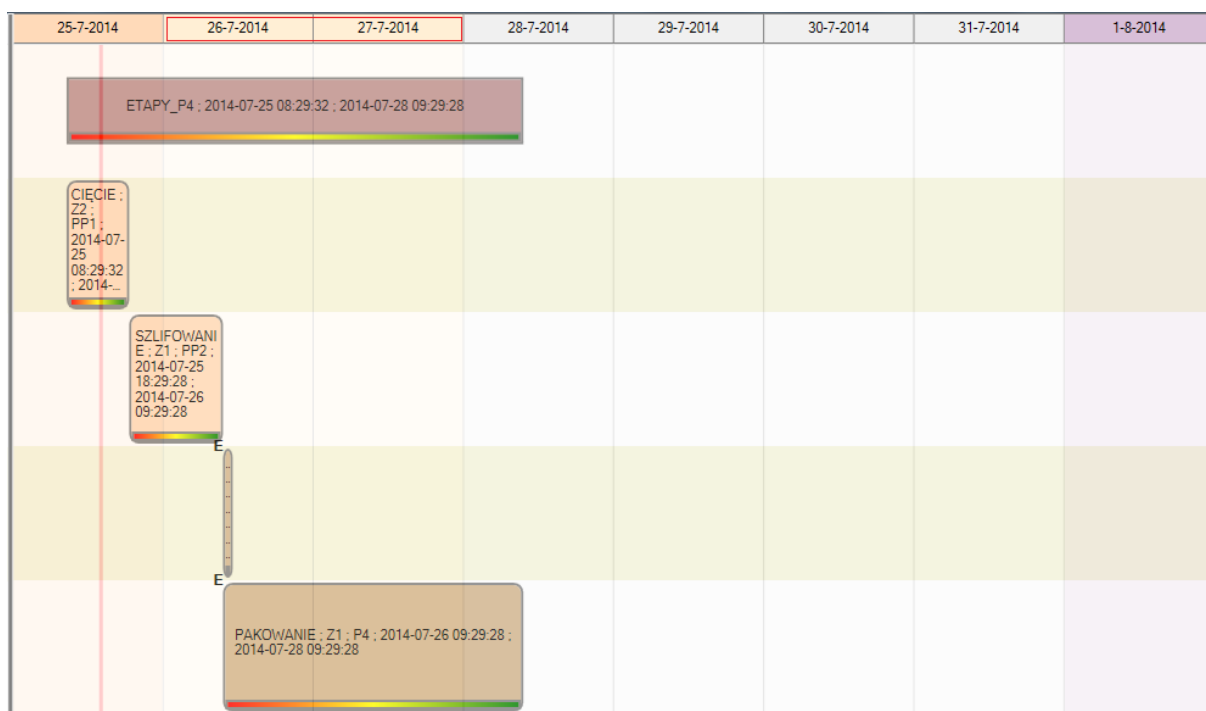 25-7-2014 26-7-2014 27-7-2014 28-7-2014 29-7-2014 30-7-2014 31-7-2014 1-8-2014
ETAPY_P4 ; 2014-07-25 08:29:32 ; 2014-07-28 09:29:28
CIĘCIE ;
Z2 ;
PP1 ;
2014-07-
25
08:29:32
; 2014-...
SZLIFOWANI
E ; Z1 ; PP2 ;
2014-07-25
18:29:28 ;
2014-07-26
09:29:28
E
E
PAKOWANIE ; Z1 ; P4 ; 2014-07-26 09:29:28 ;
2014-07-28 09:29:28